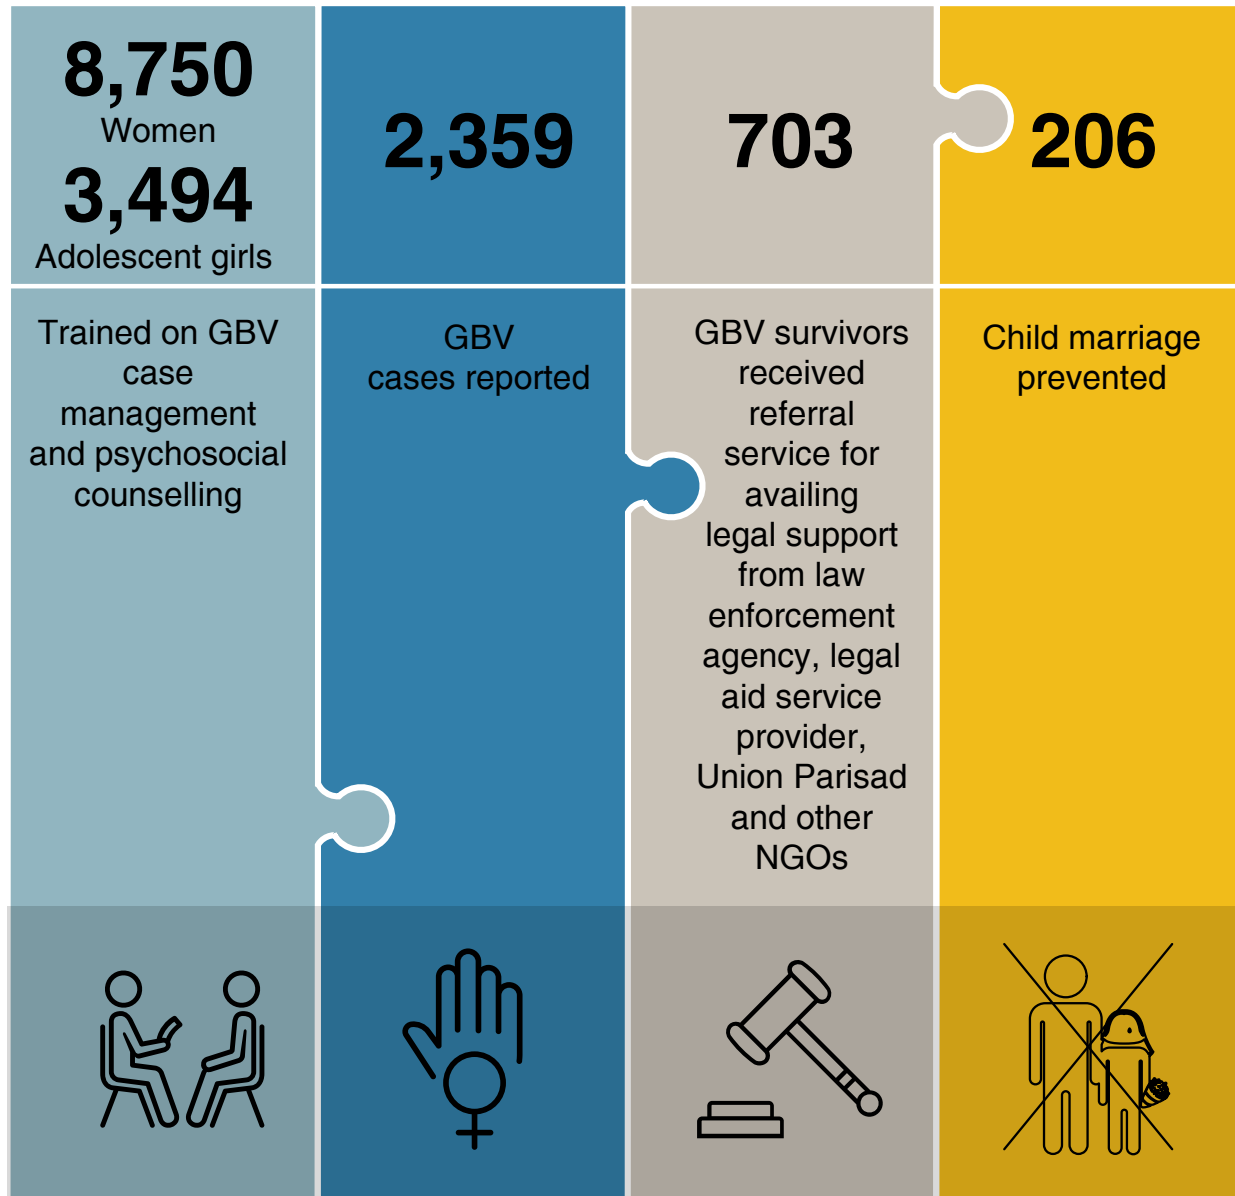 8,750
Women
3,494
Adolescent girls
2,359
703
206
Trained on GBV
case
management
and psychosocial
counselling
GBV
cases reported
GBV survivors
received
referral
service for
availing
legal support
from law
enforcement
agency, legal
aid service
provider,
Union Parisad
and other
NGOs
Child marriage
prevented